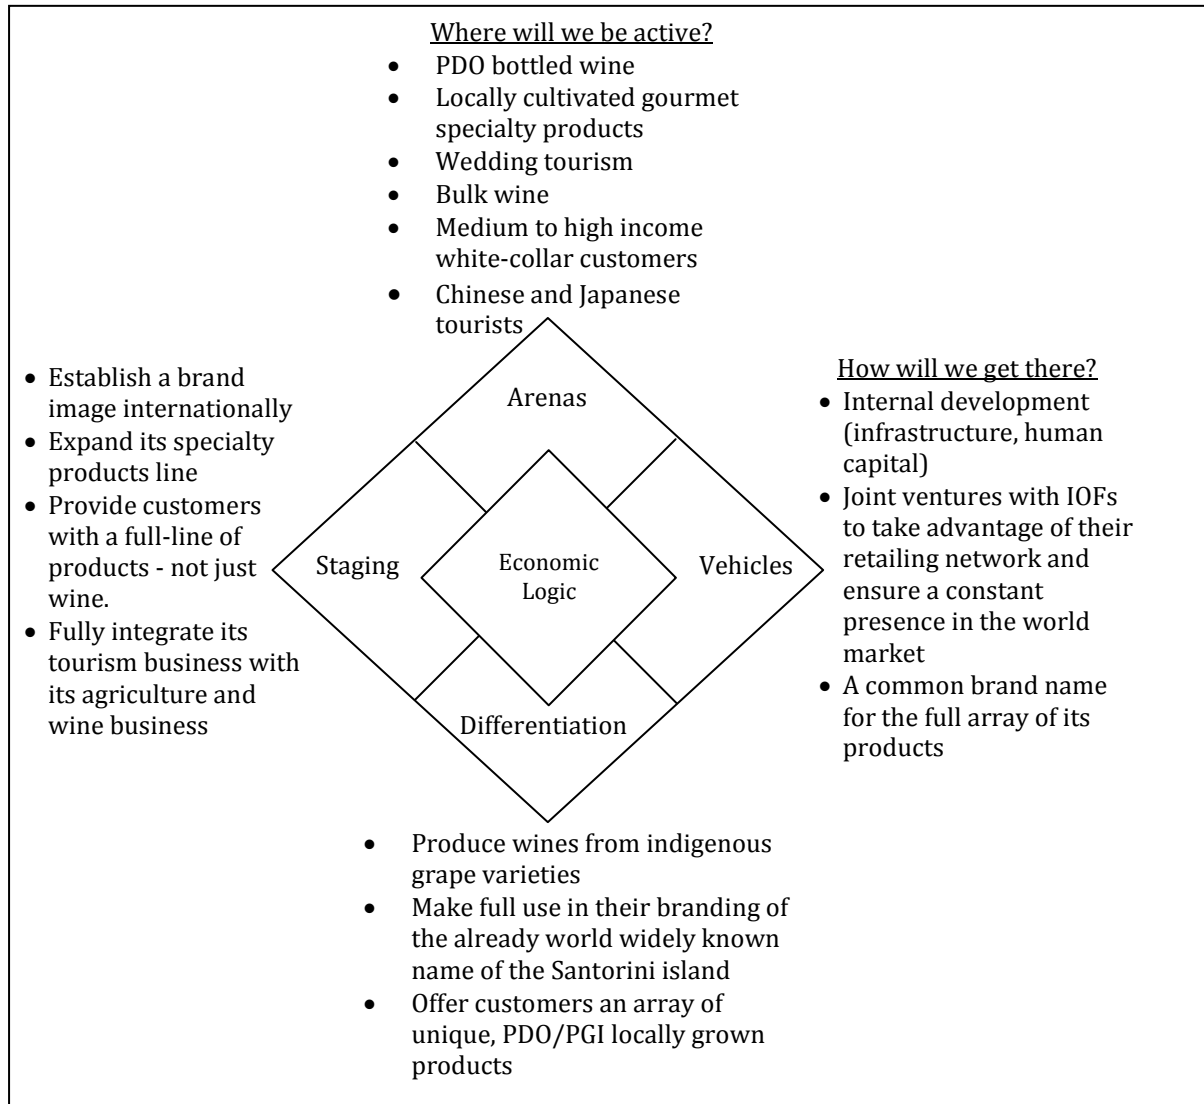 Where will we be active?
• PDO bottled wine
• Locally cultivated gourmet
specialty products
• Wedding tourism
• Bulk wine
• Medium to high income
white-collar customers
• Chinese and Japanese
tourists
• Establish a brand
image internationally
• Expand its specialty
products line
• Provide customers
with a full-line of
products - not just
wine.
• Fully integrate its
tourism business with
its agriculture and
wine business
Arenas
Staging
Economic
Logic
Vehicles
Differentiation
How will we get there?
• Internal development
(infrastructure, human
capital)
• Joint ventures with IOFs
to take advantage of their
retailing network and
ensure a constant
presence in the world
market
• A common brand name
for the full array of its
products
• Produce wines from indigenous
grape varieties
• Make full use in their branding of
the already world widely known
name of the Santorini island
• Offer customers an array of
unique, PDO/PGI locally grown
products